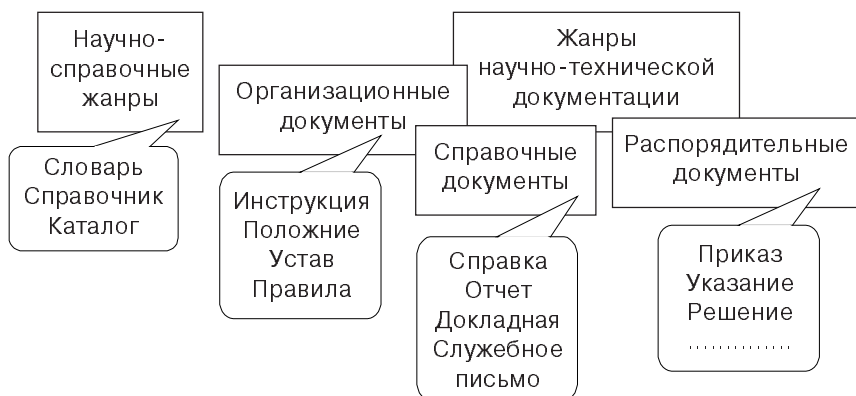 Научно-
справочные
жанры
Словарь
Справочник
Каталог
Организационные
документы
Инструкция
Положние
Устав
Правила
Жанры
научно-технической
документации
Справочные
документы
Справка
Отчет
Докладная
Служебное
письмо
Распорядительные
документы
Приказ
Указание
Решение
..............